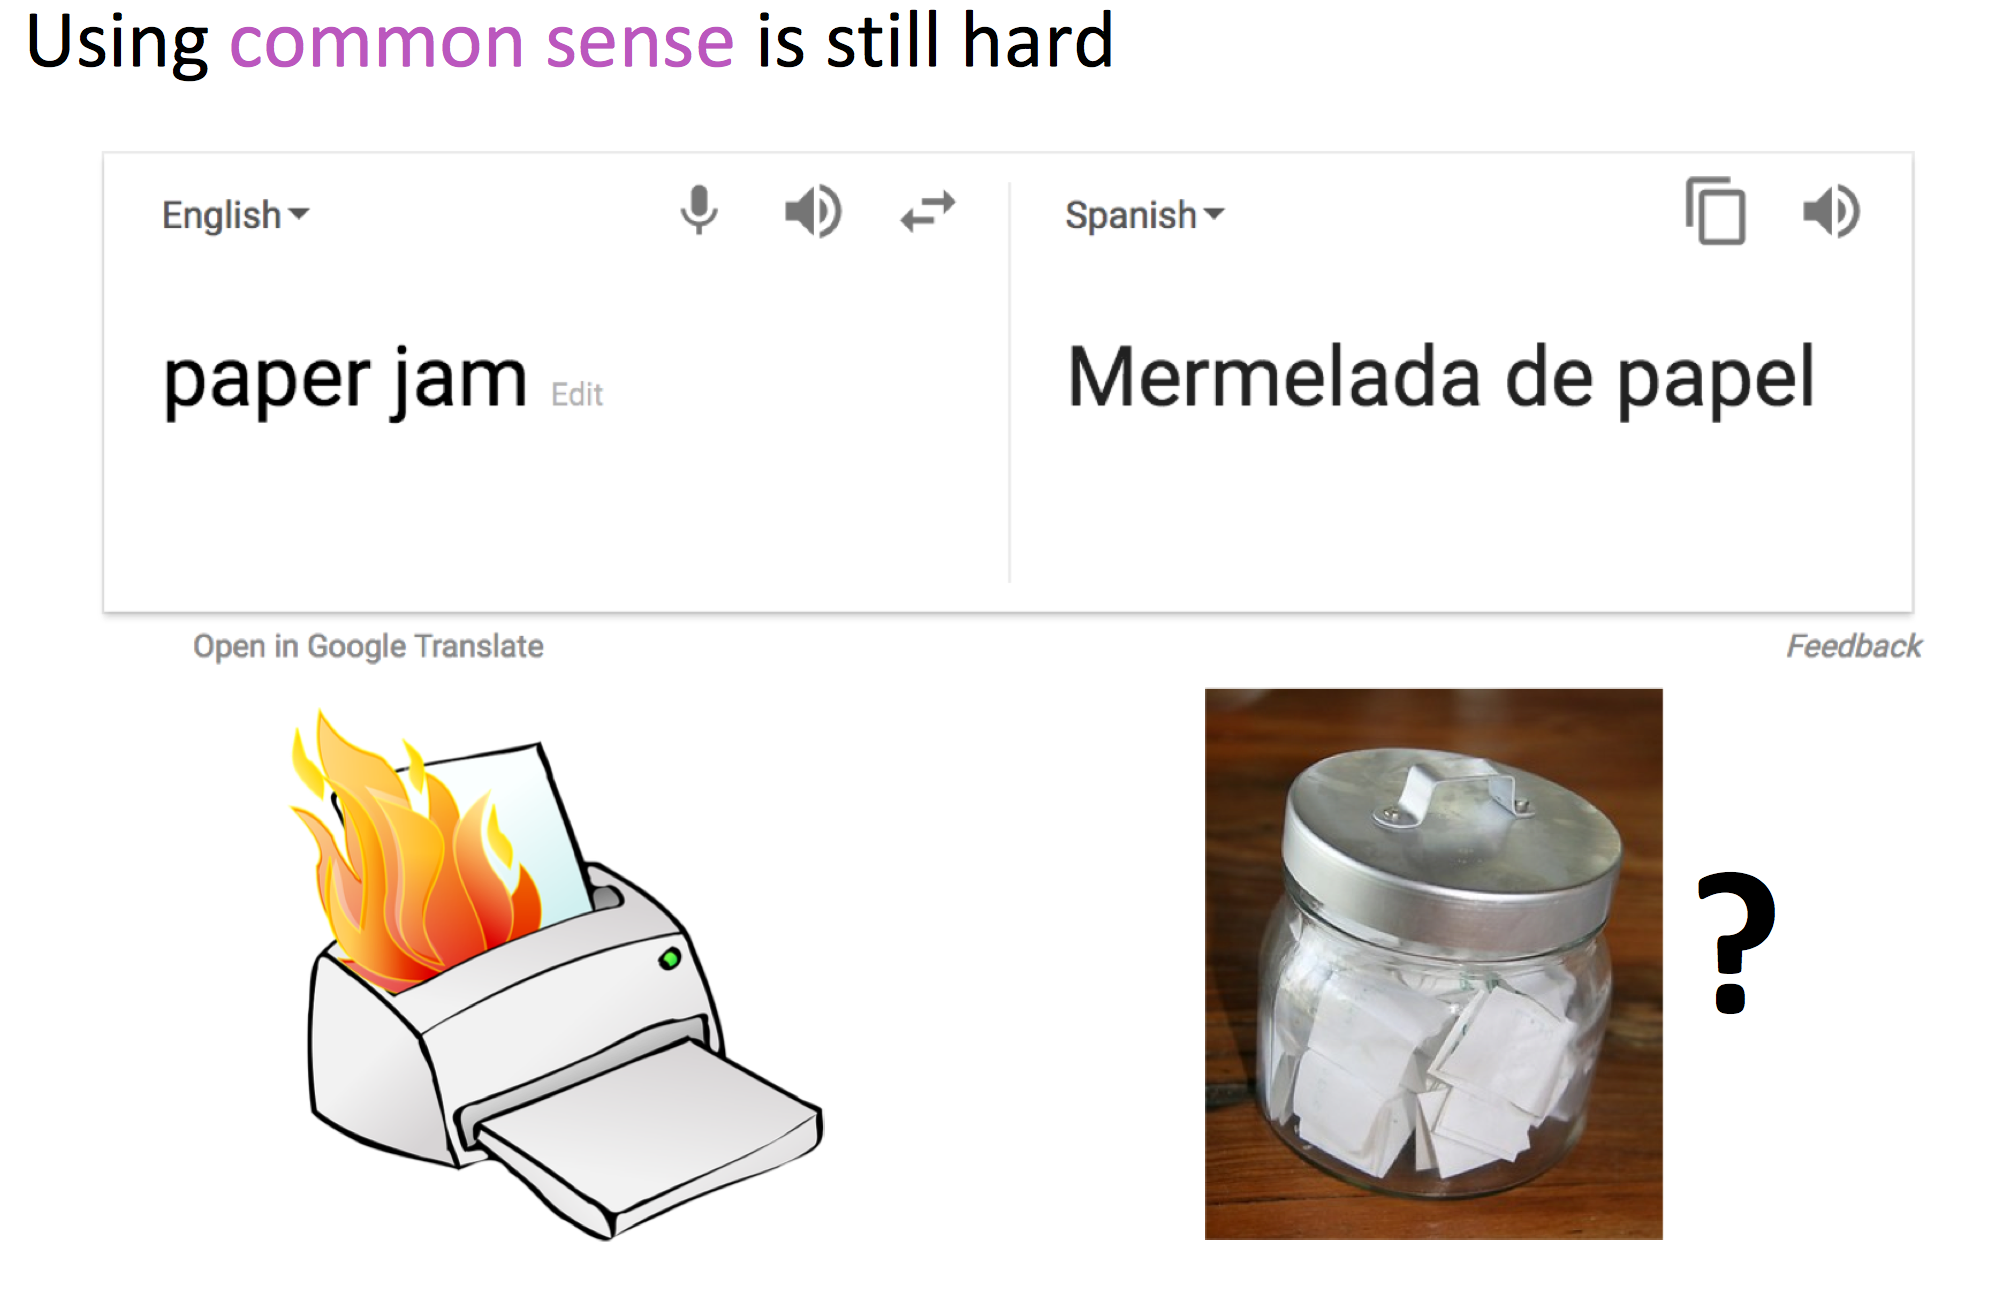 Using common sense is still hard
English
Spanish
paper jam Edit
Mermelada de papel
Open in Google Translate
Feedback
?